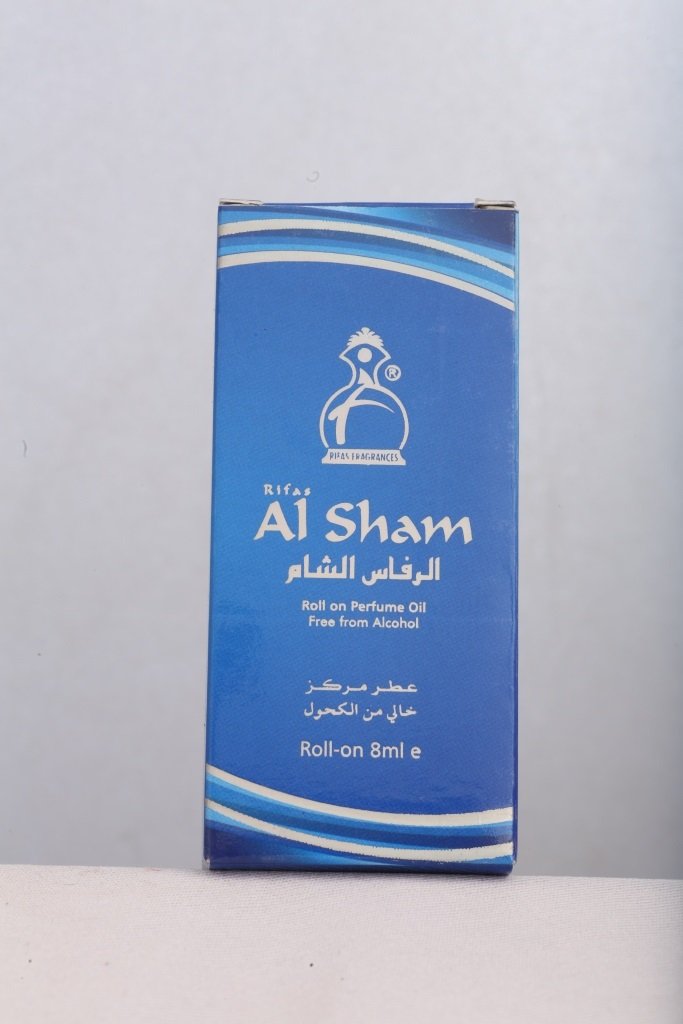 ®
RIFAS FRAGRANCES
Rifas
Al Sham
الرفاس الشام
Roll on Perfume Oil
Free from Alcohol
عطر مركز
خالي من الكحول
Roll-on 8ml e